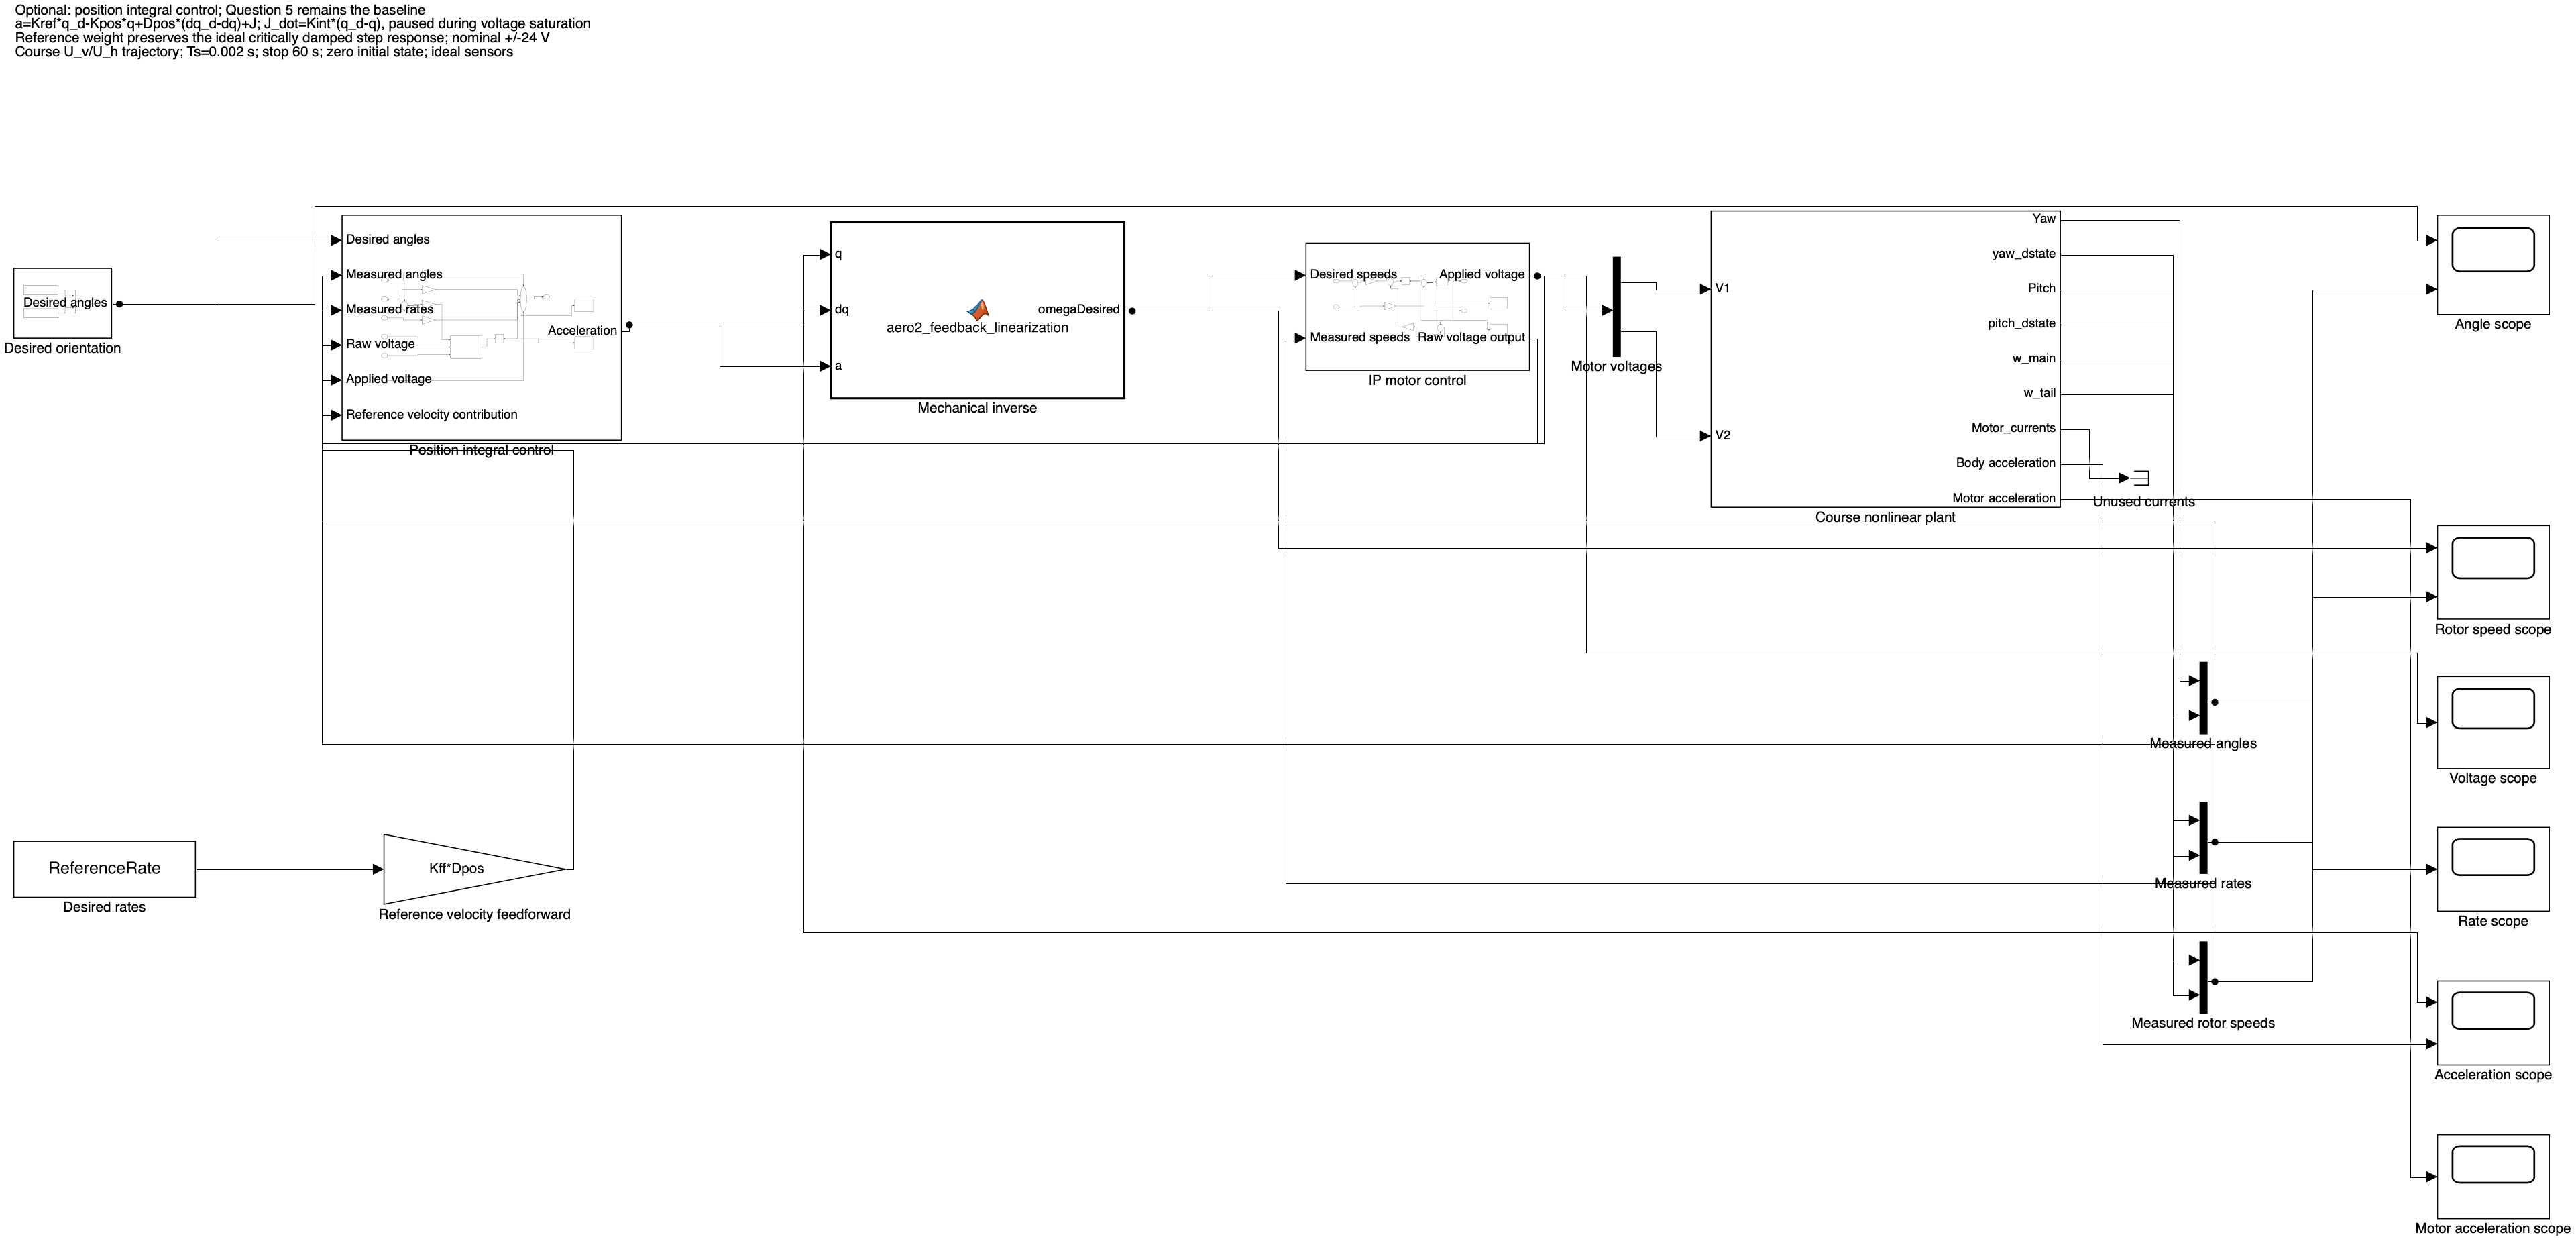 Optional: position integral control; Question 5 remains the baseline
a=Kref*q_d-Kpos*q+Dpos*(dq_d-dq)+J; J_dot=Kint*(q_d-q), paused during voltage saturation
Reference weight preserves the ideal critically damped step response; nominal +/-24 V
Course U_v/U_h trajectory; Ts=0.002 s; stop 60 s; zero initial state; ideal sensors
Desired angles
Desired orientation
Desired angles
Measured angles
Measured rates
Raw voltage
Applied voltage
Reference velocity contribution
Acceleration
Position integral control
q
dq
a
omegaDesired
aero2_feedback_linearization
Mechanical inverse
Desired speeds
Measured speeds
Applied voltage
Raw voltage output
IP motor control
Motor voltages
V1
V2
Yaw
yaw_dstate
Pitch
pitch_dstate
w_main
w_tail
Motor_currents
Body acceleration
Motor acceleration
Course nonlinear plant
Unused currents
Angle scope
Rotor speed scope
Measured angles
Voltage scope
ReferenceRate
Desired rates
Kff*Dpos
Reference velocity feedforward
Measured rates
Rate scope
Measured rotor speeds
Acceleration scope
Motor acceleration scope